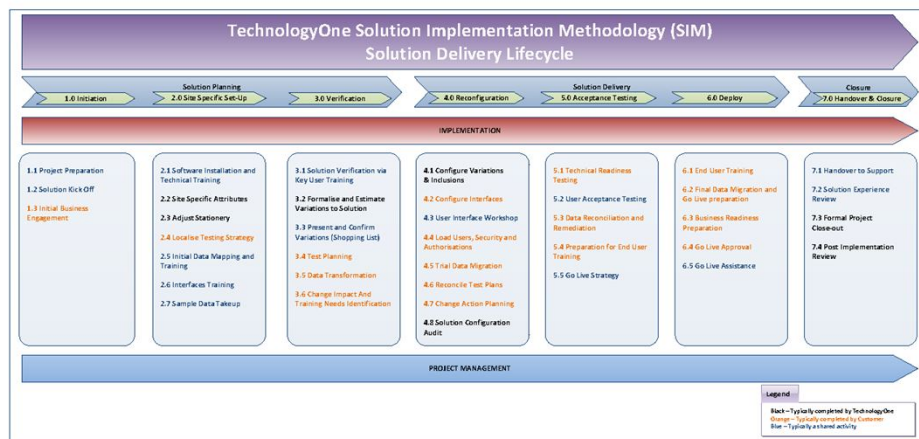 TechnologyOne Solution Implementation Methodology (SIM)
Solution Delivery Lifecycle
Solution Planning
Solution Delivery
Closure
1.0 Initiation
2.0 Site Specific Set-Up
3.0 Verification
4.0 Reconfiguration
5.0 Acceptance Testing
6.0 Deploy
7.0 Handover & Closure
IMPLEMENTATION
1.1 Project Preparation
1.2 Solution Kick Off
1.3 Initial Business
Engagement
2.1 Software Installation and
Technical Training
2.2 Site Specific Attributes
2.3 Adjust Stationery
2.4 Localise Testing Strategy
2.5 Initial Data Mapping and
Training
2.6 Interfaces Training
2.7 Sample Data Takeup
3.1 Solution Verification via
Key User Training
3.2 Formalise and Estimate
Variations to Solution
3.3 Present and Confirm
Variations (Shopping List)
3.4 Test Planning
3.5 Data Transformation
3.6 Change Impact And
Training Needs Identification
4.1 Configure Variations
& Inclusions
4.2 Configure Interfaces
4.3 User Interface Workshop
4.4 Load Users, Security and
Authorisations
4.5 Trial Data Migration
4.6 Reconcile Test Plans
4.7 Change Action Planning
4.8 Solution Configuration
Audit
5.1 Technical Readiness
Testing
5.2 User Acceptance Testing
5.3 Data Reconciliation and
Remediation
5.4 Preparation for End User
Training
5.5 Go Live Strategy
6.1 End User Training
6.2 Final Data Migration and
Go Live preparation
6.3 Business Readiness
Preparation
6.4 Go Live Approval
6.5 Go Live Assistance
7.1 Handover to Support
7.2 Solution Experience
Review
7.3 Formal Project
Close-out
7.4 Post Implementation
Review
PROJECT MANAGEMENT
Legend
Black – Typically completed by TechnologyOne
Orange – Typically completed by Customer
Blue – Typically a shared activity